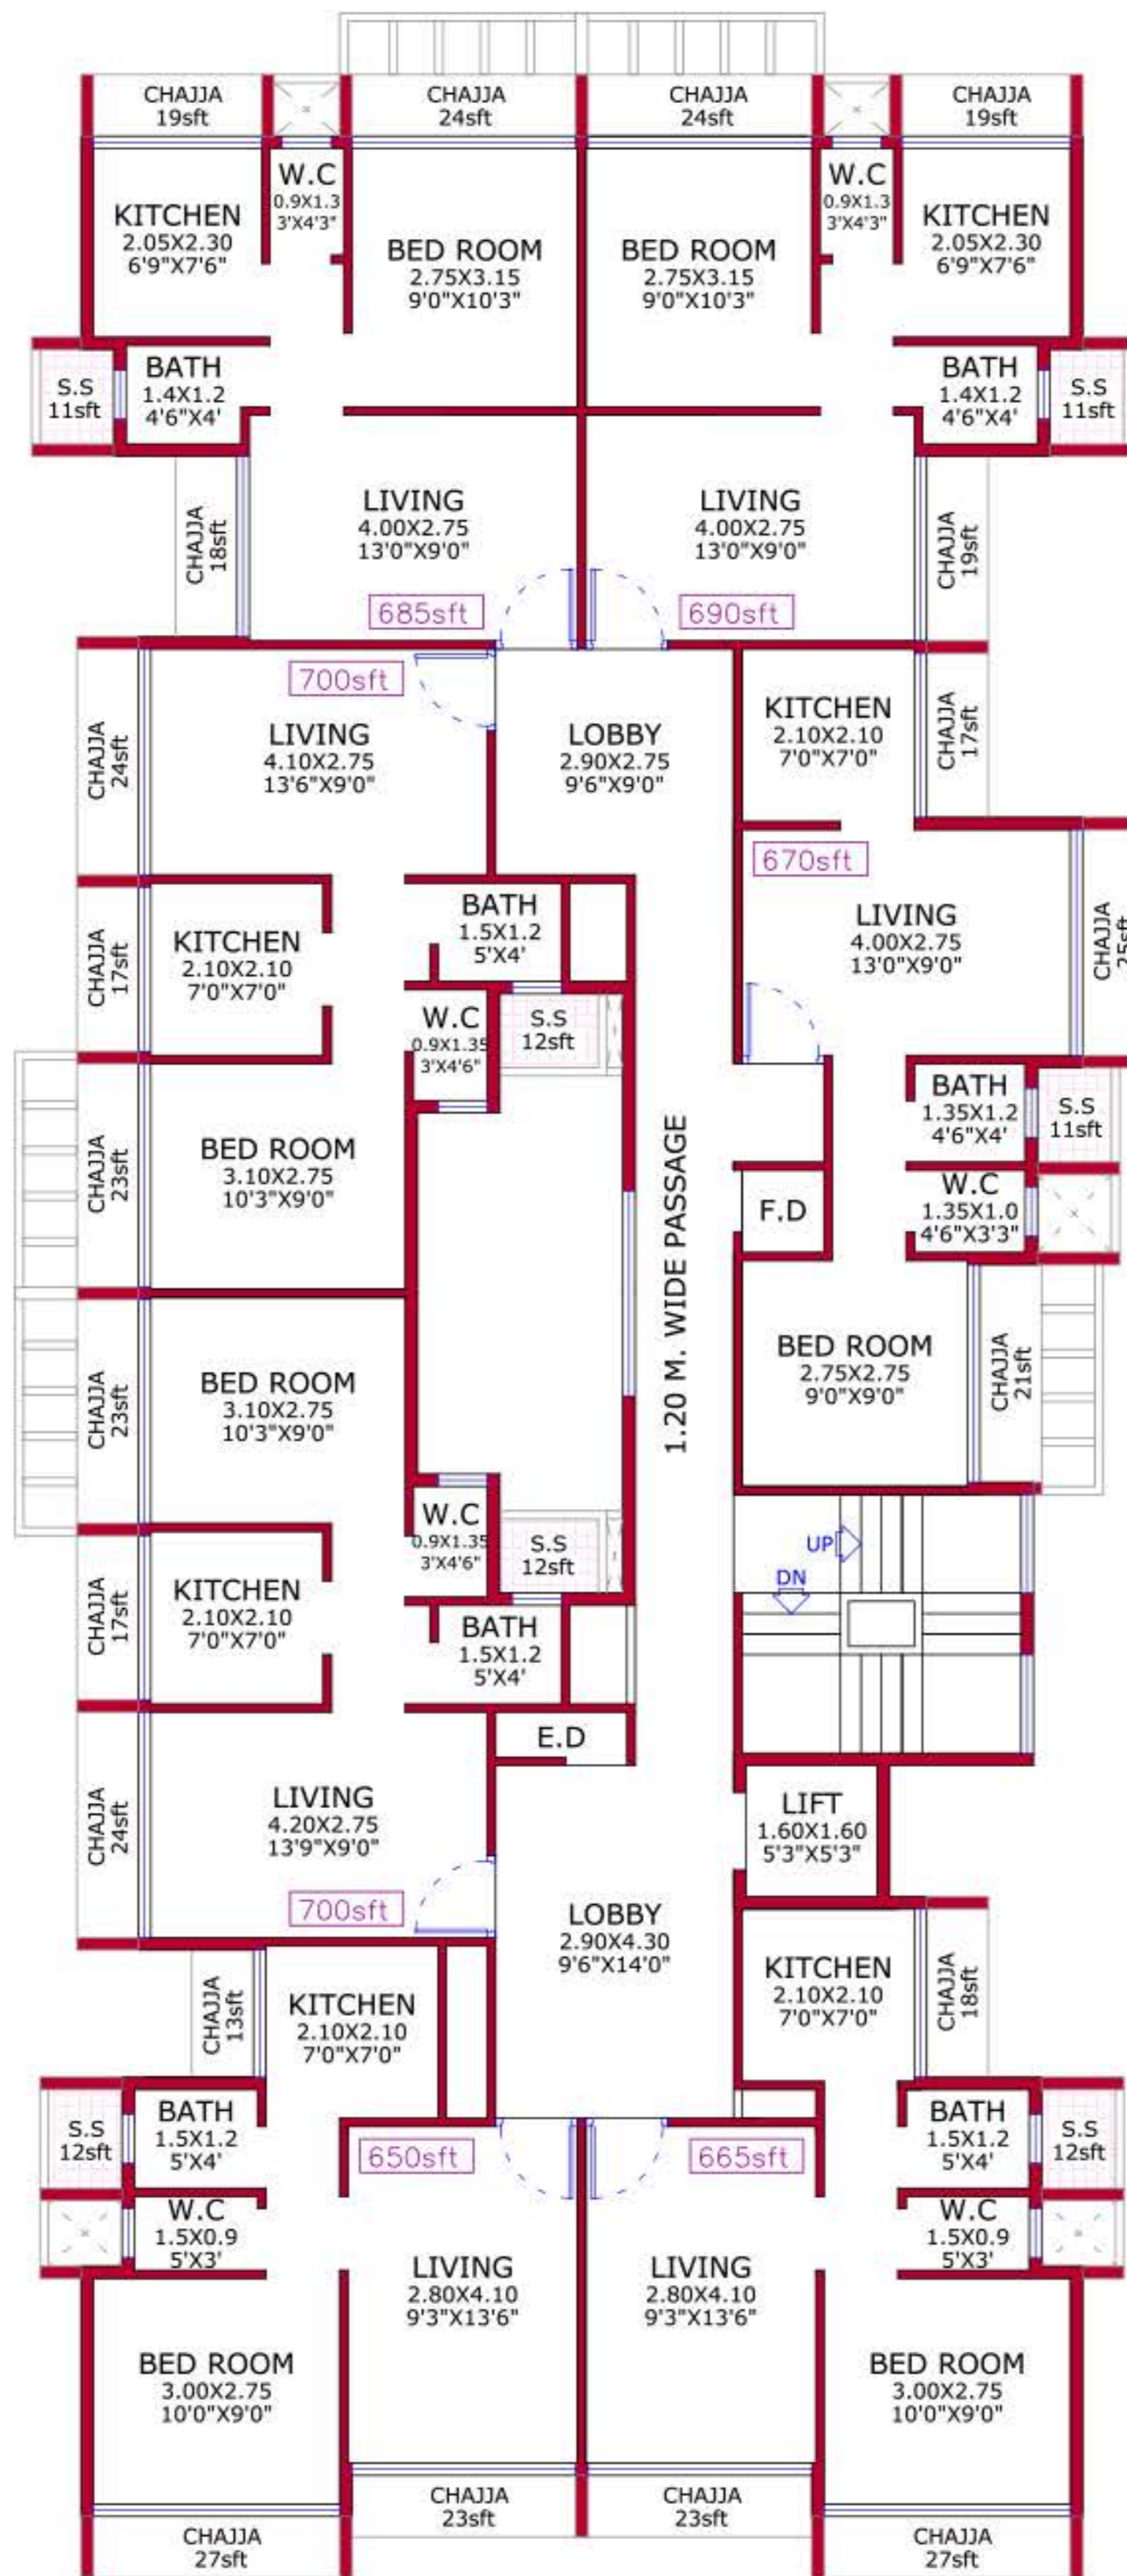 CHAJJA
19sft
CHAJJA
24sft
CHAJJA
24sft
CHAJJA
19sft
KITCHEN
2.05X2.30
6'9"X7'6"
W.C
0.9X1.3
3'X4'3"
BED ROOM
2.75X3.15
9'0"X10'3"
BED ROOM
2.75X3.15
9'0"X10'3"
W.C
0.9X1.3
3'X4'3"
KITCHEN
2.05X2.30
6'9"X7'6"
S.S
11sft
BATH
1.4X1.2
4'6"X4'
BATH
1.4X1.2
4'6"X4'
S.S
11sft
CHAJJA
18sft
LIVING
4.00X2.75
13'0"X9'0"
LIVING
4.00X2.75
13'0"X9'0"
CHAJJA
19sft
685sft
690sft
700sft
CHAJJA
24sft
LIVING
4.10X2.75
13'6"X9'0"
LOBBY
2.90X2.75
9'6"X9'0"
KITCHEN
2.10X2.10
7'0"X7'0"
CHAJJA
17sft
670sft
CHAJJA
17sft
KITCHEN
2.10X2.10
7'0"X7'0"
BATH
1.5X1.2
5'X4'
LIVING
4.00X2.75
13'0"X9'0"
CHAJJA
25sft
W.C
0.9X1.35
3'X4'6"
S.S
12sft
CHAJJA
23sft
BED ROOM
3.10X2.75
10'3"X9'0"
1.20 M. WIDE PASSAGE
BATH
1.35X1.2
4'6"X4'
S.S
11sft
F.D
W.C
1.35X1.0
4'6"X3'3"
CHAJJA
23sft
BED ROOM
3.10X2.75
10'3"X9'0"
BED ROOM
2.75X2.75
9'0"X9'0"
CHAJJA
21sft
W.C
0.9X1.35
3'X4'6"
S.S
12sft
UP
DN
CHAJJA
17sft
KITCHEN
2.10X2.10
7'0"X7'0"
BATH
1.5X1.2
5'X4'
E.D
CHAJJA
24sft
LIVING
4.20X2.75
13'9"X9'0"
LIFT
1.60X1.60
5'3"X5'3"
700sft
LOBBY
2.90X4.30
9'6"X14'0"
CHAJJA
13sft
KITCHEN
2.10X2.10
7'0"X7'0"
KITCHEN
2.10X2.10
7'0"X7'0"
CHAJJA
18sft
S.S
12sft
BATH
1.5X1.2
5'X4'
650sft
665sft
BATH
1.5X1.2
5'X4'
S.S
12sft
W.C
1.5X0.9
5'X3'
W.C
1.5X0.9
5'X3'
LIVING
2.80X4.10
9'3"X13'6"
LIVING
2.80X4.10
9'3"X13'6"
BED ROOM
3.00X2.75
10'0"X9'0"
BED ROOM
3.00X2.75
10'0"X9'0"
CHAJJA
23sft
CHAJJA
23sft
CHAJJA
27sft
CHAJJA
27sft